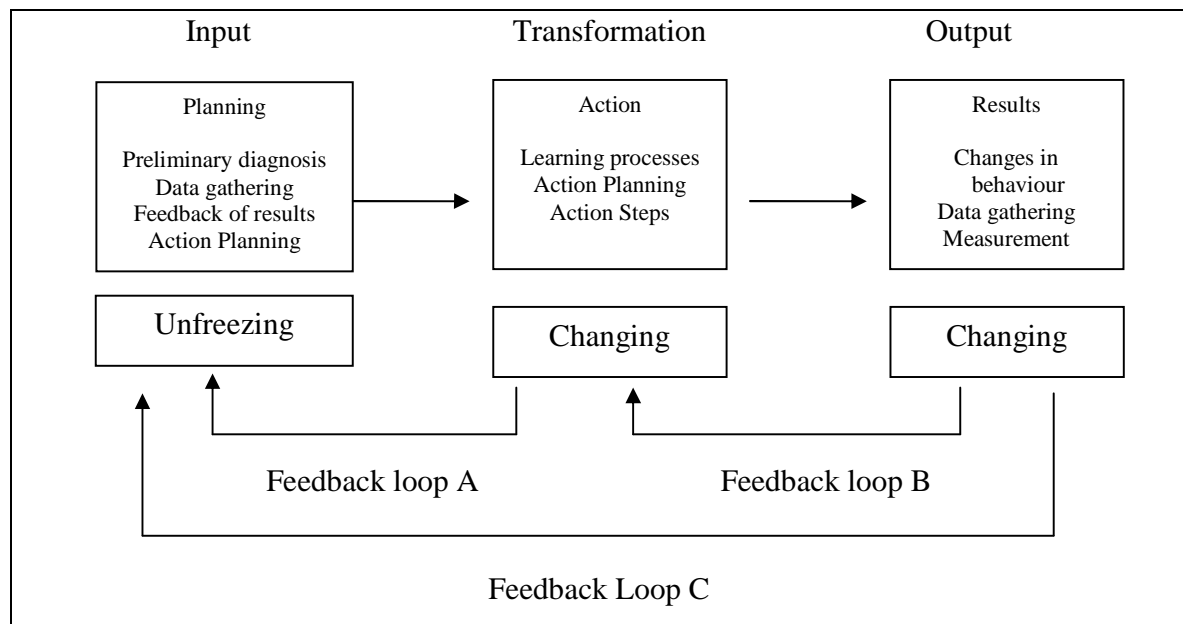 Input
Transformation
Output
Planning
Preliminary diagnosis
Data gathering
Feedback of results
Action Planning
Action
Learning processes
Action Planning
Action Steps
Results
Changes in
behaviour
Data gathering
Measurement
Unfreezing
Changing
Changing
Feedback loop A
Feedback loop B
Feedback Loop C